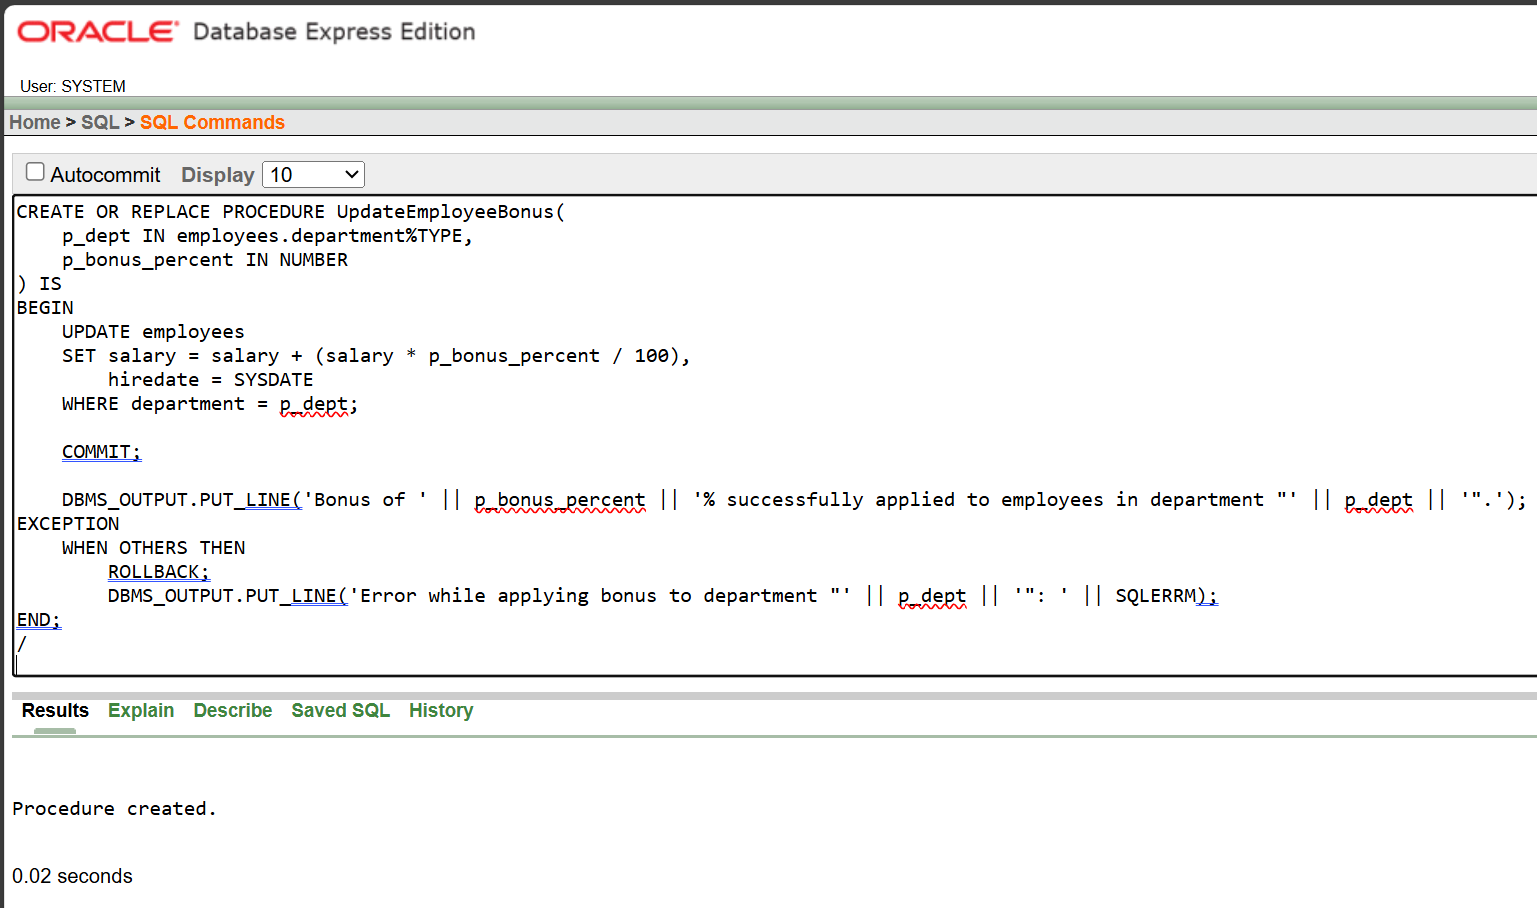 ORACLE® Database Express Edition
User: SYSTEM
Home > SQL > SQL Commands
Autocommit Display 10
CREATE OR REPLACE PROCEDURE UpdateEmployeeBonus(
    p_dept IN employees.department%TYPE,
    p_bonus_percent IN NUMBER
) IS
BEGIN
    UPDATE employees
    SET salary = salary + (salary * p_bonus_percent / 100),
        hiredate = SYSDATE
    WHERE department = p_dept;
    COMMIT;
    DBMS_OUTPUT.PUT_LINE('Bonus of ' || p_bonus_percent || '% successfully applied to employees in department "' || p_dept || '".');
EXCEPTION
    WHEN OTHERS THEN
        ROLLBACK;
        DBMS_OUTPUT.PUT_LINE('Error while applying bonus to department "' || p_dept || '": ' || SQLERRM);
END;
/
Results Explain Describe Saved SQL History
Procedure created.
0.02 seconds